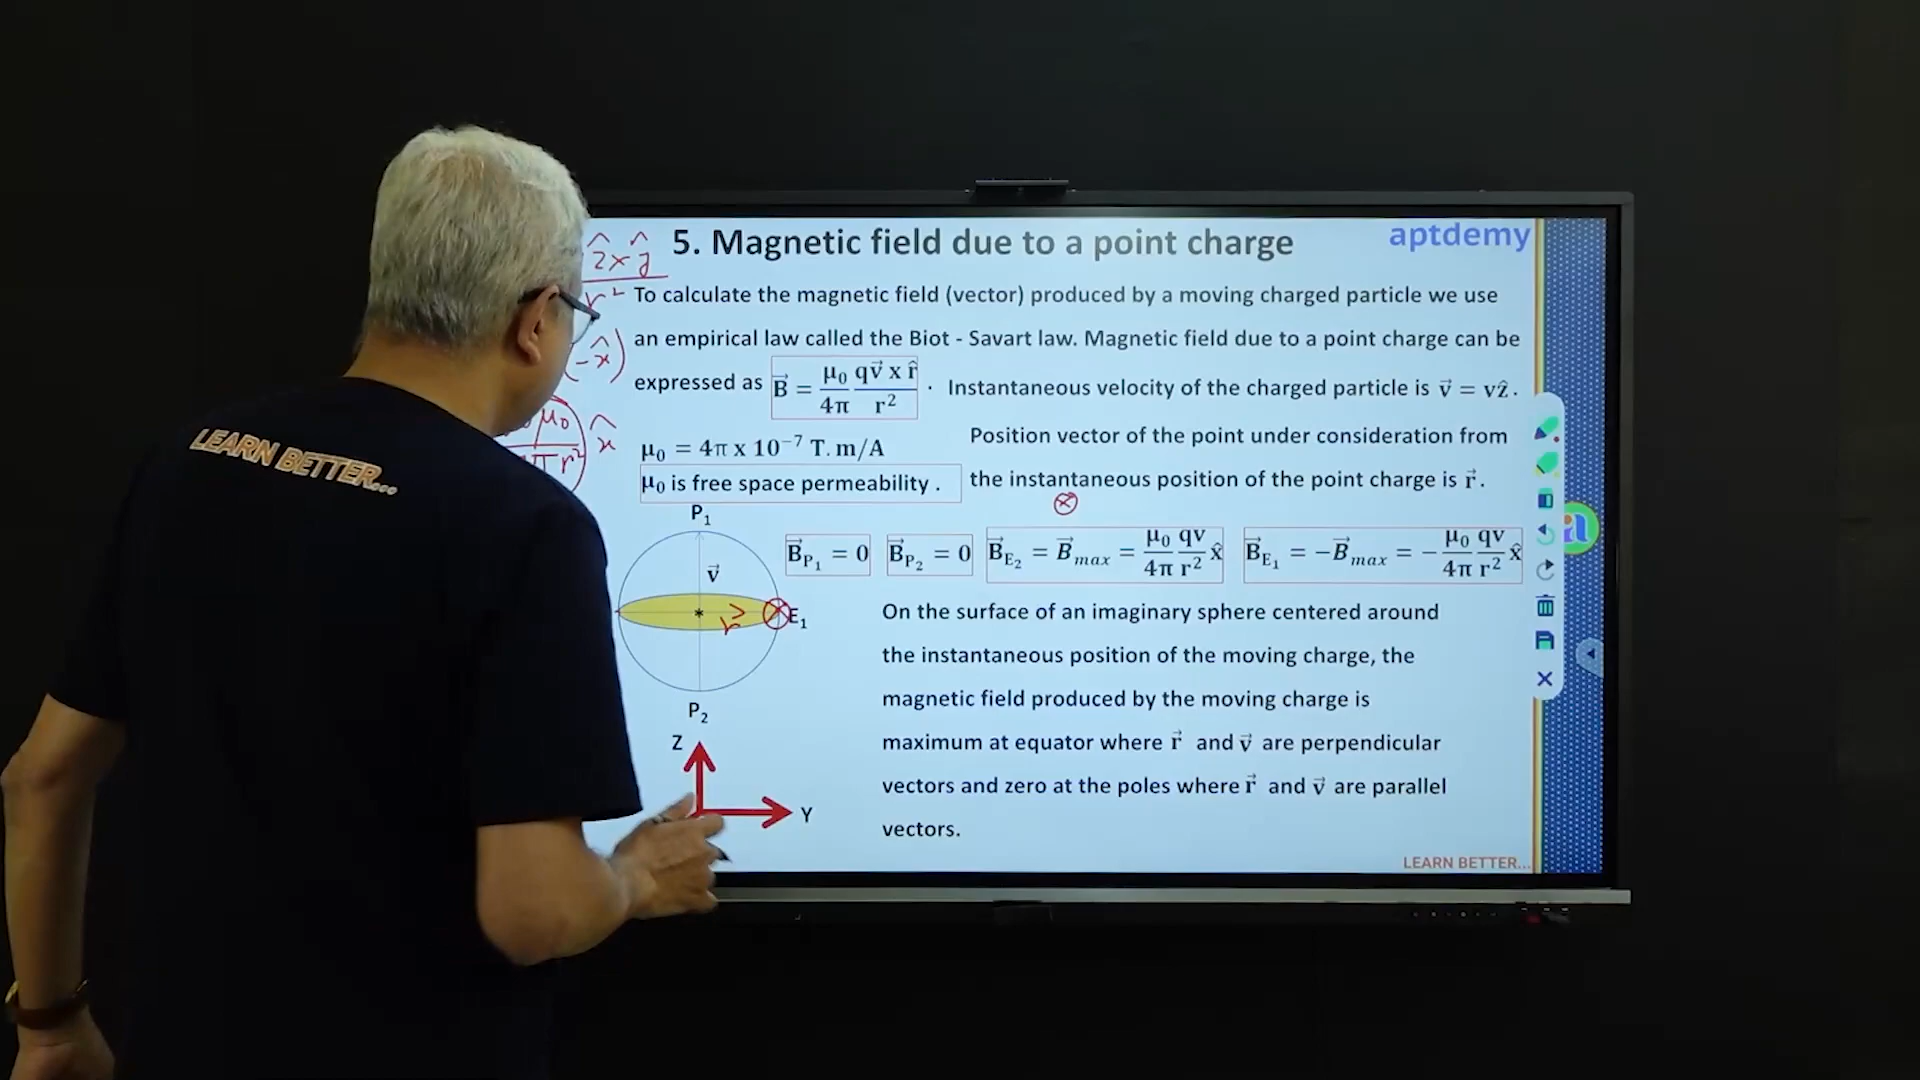 5. Magnetic field due to a point charge
aptdemy
ẑ x ŷ
r²
To calculate the magnetic field (vector) produced by a moving charged particle we use
(-x̂)
an empirical law called the Biot - Savart law. Magnetic field due to a point charge can be
expressed as B⃗ = μ₀/4π qv⃗ x r̂/r² . Instantaneous velocity of the charged particle is v⃗ = vẑ.
μ₀ x̂
r²
μ₀ = 4π x 10⁻⁷ T.m/A
Position vector of the point under consideration from
μ₀ is free space permeability .
the instantaneous position of the point charge is r⃗.
⊗
P₁
B⃗P₁ = 0
B⃗P₂ = 0
B⃗E₂ = B⃗max = μ₀/4π qv/r² x̂
B⃗E₁ = −B⃗max = − μ₀/4π qv/r² x̂
v⃗
* r ⊗ E₁
P₂
On the surface of an imaginary sphere centered around
the instantaneous position of the moving charge, the
magnetic field produced by the moving charge is
maximum at equator where r⃗ and v⃗ are perpendicular
vectors and zero at the poles where r⃗ and v⃗ are parallel
vectors.
Z
Y
LEARN BETTER...
LEARN BETTER...